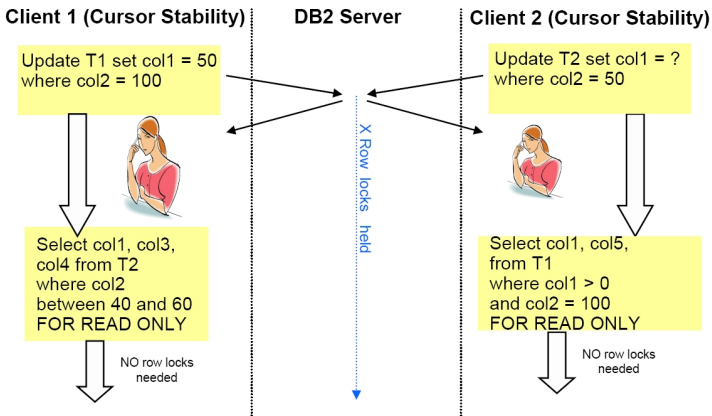 Client 1 (Cursor Stability)
DB2 Server
Client 2 (Cursor Stability)
Update T1 set col1 = 50
where col2 = 100
Update T2 set col1 = ?
where col2 = 50
X Row locks held
Select col1, col3,
col4 from T2
where col2
between 40 and 60
FOR READ ONLY
Select col1, col5,
from T1
where col1 > 0
and col2 = 100
FOR READ ONLY
NO row locks
needed
NO row locks
needed